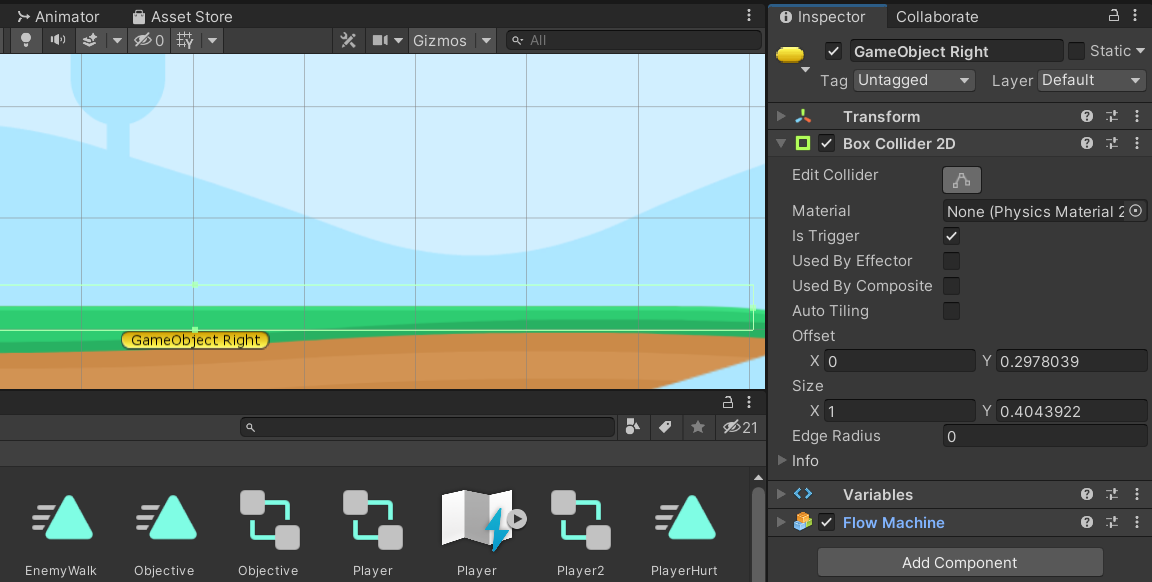 Animator
Asset Store
Inspector
Collaborate
0
Gizmos
All
GameObject Right
Static
Tag Untagged
Layer Default
Transform
Box Collider 2D
Edit Collider
Material None (Physics Material 2
Is Trigger
Used By Effector
Used By Composite
Auto Tiling
Offset
X 0 Y 0.2978039
Size
X 1 Y 0.4043922
Edge Radius 0
Info
Variables
Flow Machine
Add Component
GameObject Right
21
EnemyWalk
Objective
Objective
Player
Player
Player2
PlayerHurt